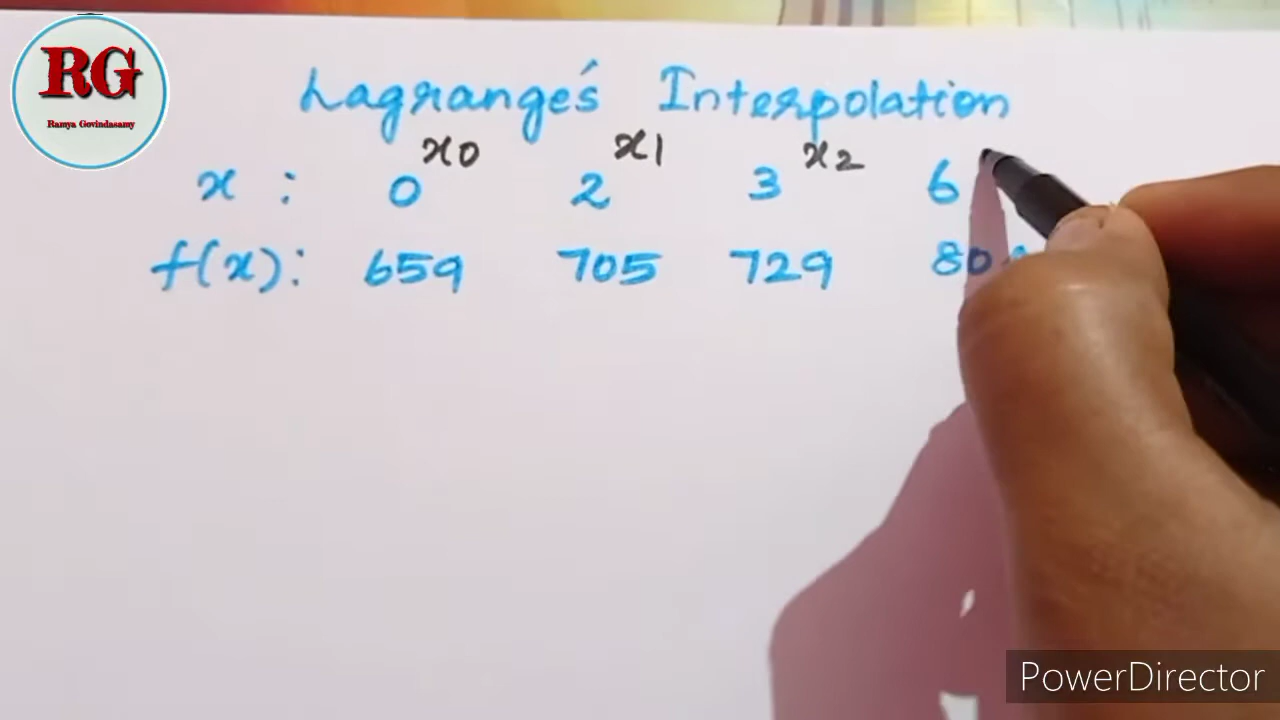 RG
Ramya Govindasamy
Lagrange's Interpolation
x0 x1 x2
x : 0 2 3 6
f(x): 659 705 729
PowerDirector